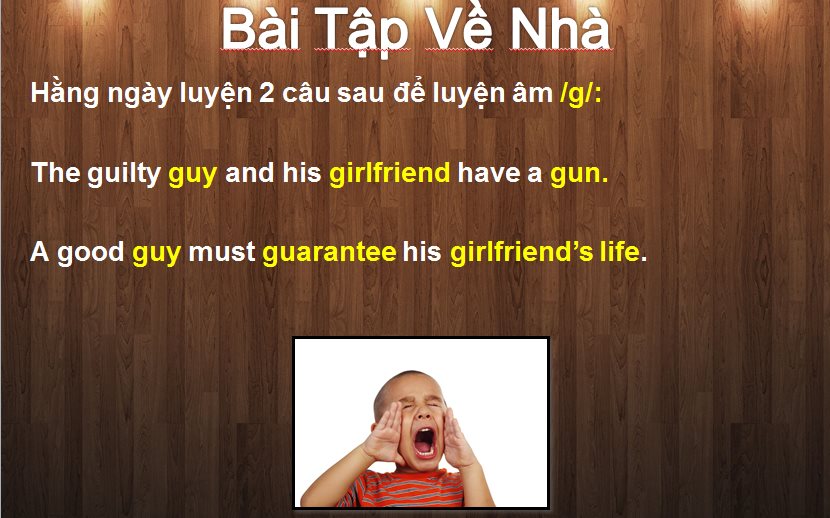 Bài Tập Về Nhà
Hằng ngày luyện 2 câu sau để luyện âm /g/:
The guilty guy and his girlfriend have a gun.
A good guy must guarantee his girlfriend’s life.